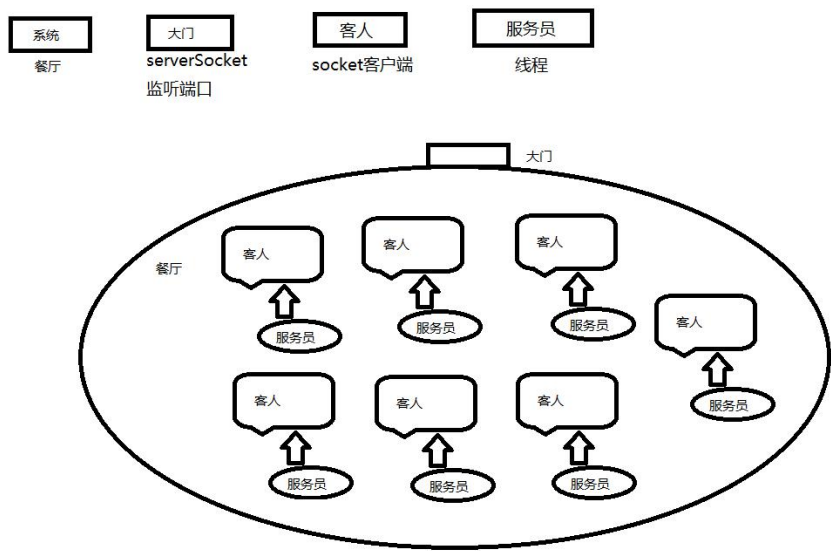 系统
大门
客人
服务员
餐厅
serverSocket
监听端口
socket客户端
线程
大门
餐厅
客人
客人
客人
客人
服务员
服务员
服务员
服务员
客人
客人
客人
服务员
服务员
服务员